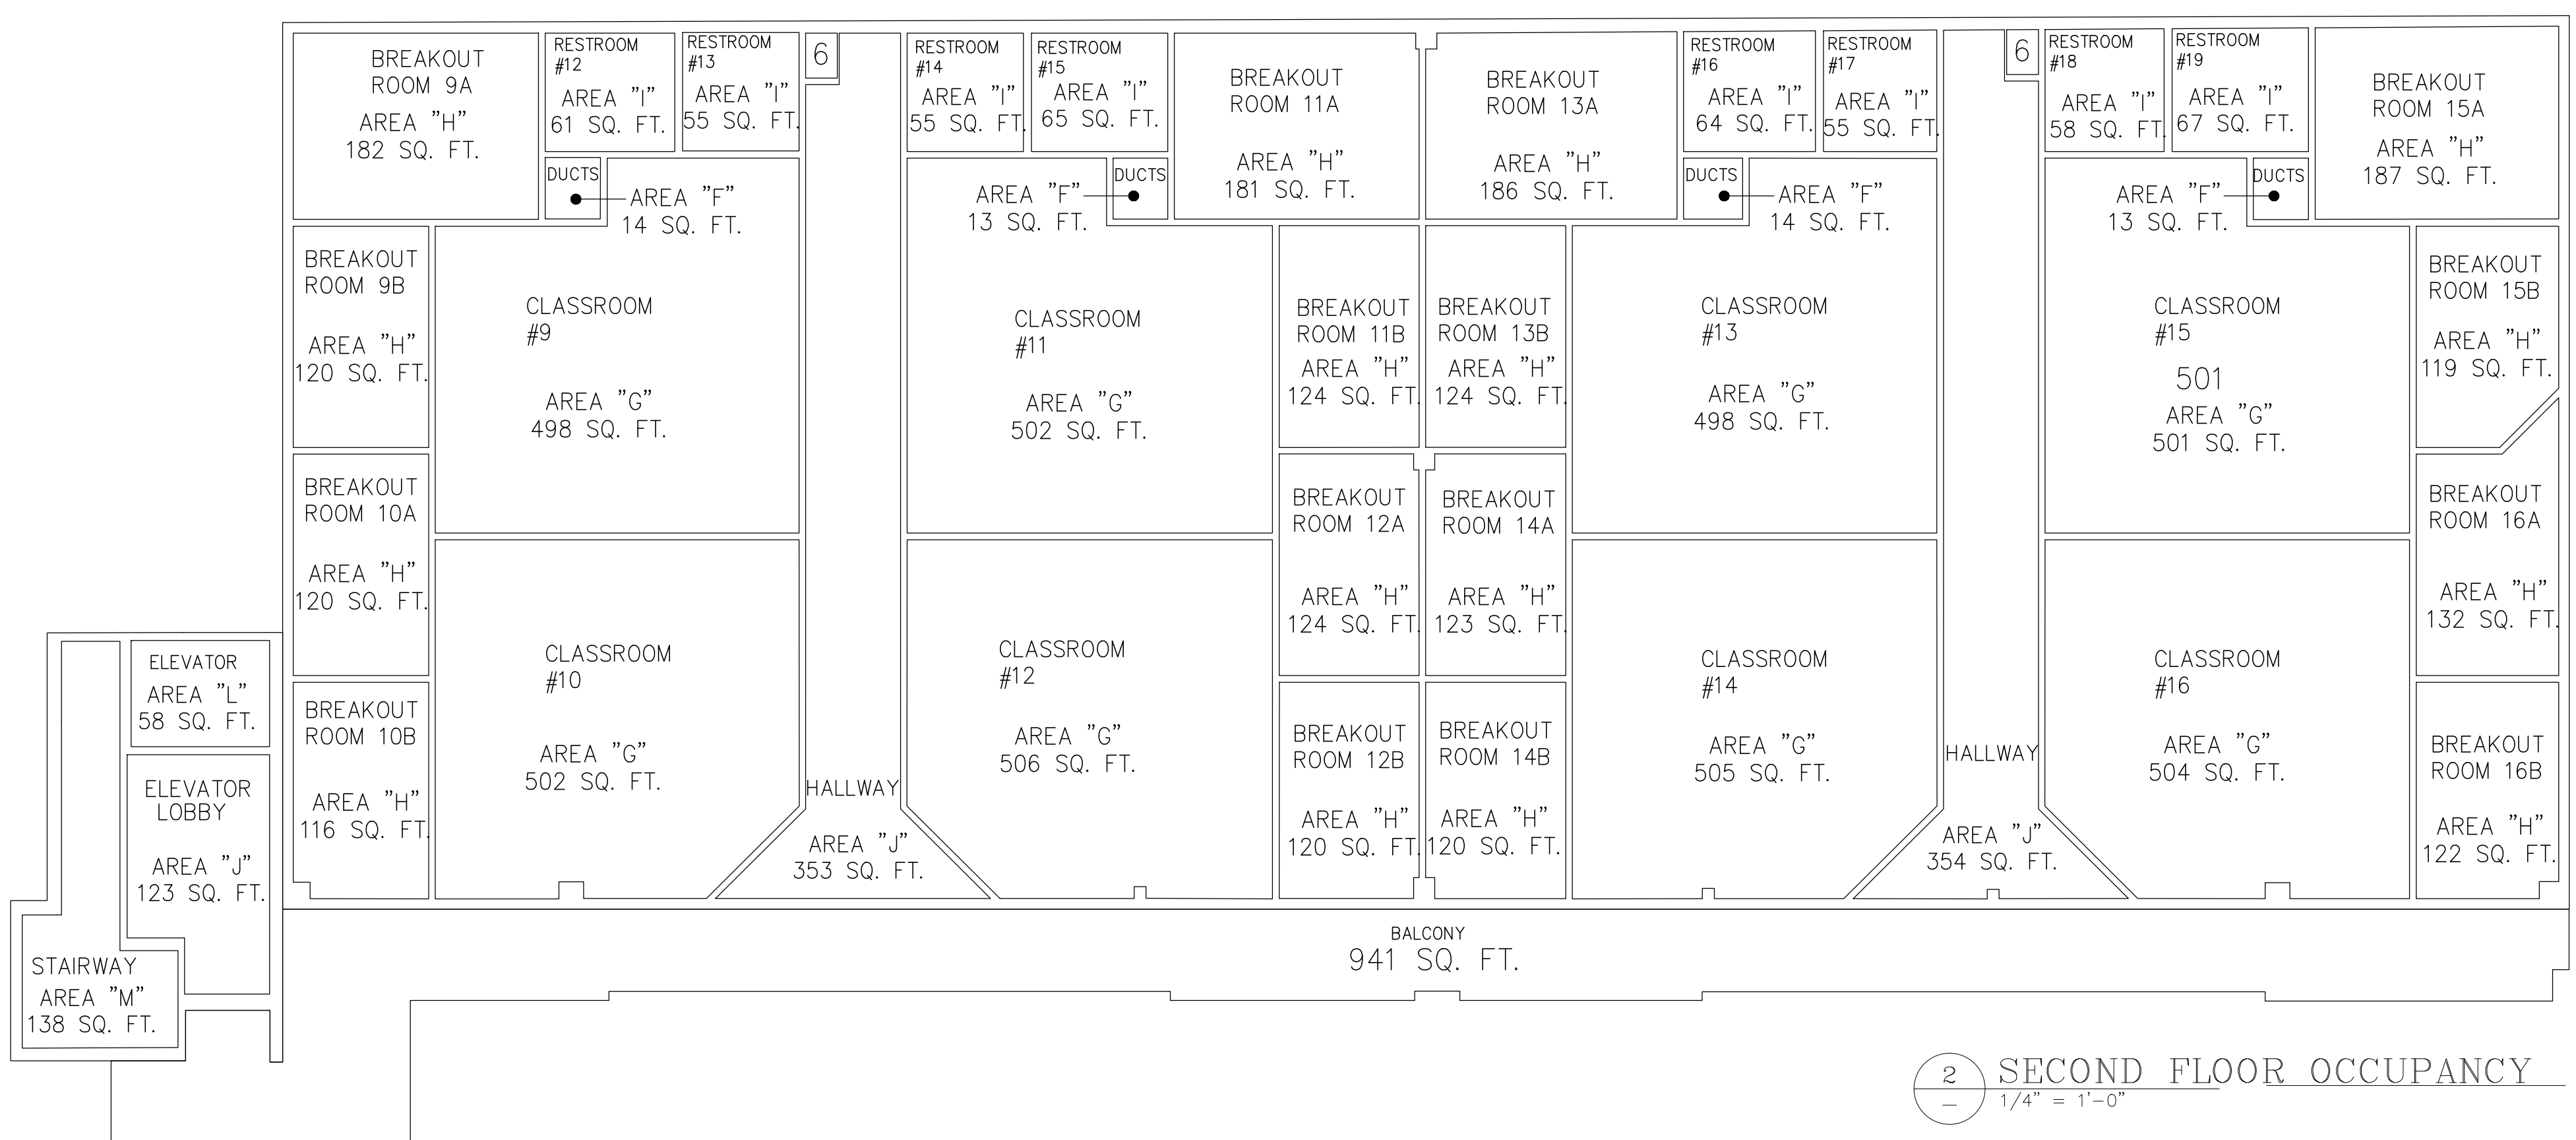 BREAKOUT
ROOM 9A
AREA "H"
182 SQ. FT.
RESTROOM
#12
AREA "I"
61 SQ. FT.
RESTROOM
#13
AREA "I"
55 SQ. FT.
6
RESTROOM
#14
AREA "I"
55 SQ. FT.
RESTROOM
#15
AREA "I"
65 SQ. FT.
BREAKOUT
ROOM 11A
AREA "H"
181 SQ. FT.
BREAKOUT
ROOM 13A
AREA "H"
186 SQ. FT.
RESTROOM
#16
AREA "I"
64 SQ. FT.
RESTROOM
#17
AREA "I"
55 SQ. FT.
6
RESTROOM
#18
AREA "I"
58 SQ. FT.
RESTROOM
#19
AREA "I"
67 SQ. FT.
BREAKOUT
ROOM 15A
AREA "H"
187 SQ. FT.
DUCTS
AREA "F"
14 SQ. FT.
AREA "F"
13 SQ. FT.
DUCTS
DUCTS
AREA "F"
14 SQ. FT.
AREA "F"
13 SQ. FT.
DUCTS
BREAKOUT
ROOM 9B
AREA "H"
120 SQ. FT.
CLASSROOM
#9
AREA "G"
498 SQ. FT.
CLASSROOM
#11
AREA "G"
502 SQ. FT.
BREAKOUT
ROOM 11B
AREA "H"
124 SQ. FT.
BREAKOUT
ROOM 13B
AREA "H"
124 SQ. FT.
CLASSROOM
#13
AREA "G"
498 SQ. FT.
CLASSROOM
#15
501
AREA "G"
501 SQ. FT.
BREAKOUT
ROOM 15B
AREA "H"
119 SQ. FT.
BREAKOUT
ROOM 10A
AREA "H"
120 SQ. FT.
BREAKOUT
ROOM 12A
AREA "H"
124 SQ. FT.
BREAKOUT
ROOM 14A
AREA "H"
123 SQ. FT.
BREAKOUT
ROOM 16A
AREA "H"
132 SQ. FT.
ELEVATOR
AREA "L"
58 SQ. FT.
ELEVATOR
LOBBY
AREA "J"
123 SQ. FT.
STAIRWAY
AREA "M"
138 SQ. FT.
BREAKOUT
ROOM 10B
AREA "H"
116 SQ. FT.
CLASSROOM
#10
AREA "G"
502 SQ. FT.
HALLWAY
AREA "J"
353 SQ. FT.
CLASSROOM
#12
AREA "G"
506 SQ. FT.
BREAKOUT
ROOM 12B
AREA "H"
120 SQ. FT.
BREAKOUT
ROOM 14B
AREA "H"
120 SQ. FT.
CLASSROOM
#14
AREA "G"
505 SQ. FT.
HALLWAY
AREA "J"
354 SQ. FT.
CLASSROOM
#16
AREA "G"
504 SQ. FT.
BREAKOUT
ROOM 16B
AREA "H"
122 SQ. FT.
BALCONY
941 SQ. FT.
2
–
SECOND FLOOR OCCUPANCY
1/4" = 1'-0"